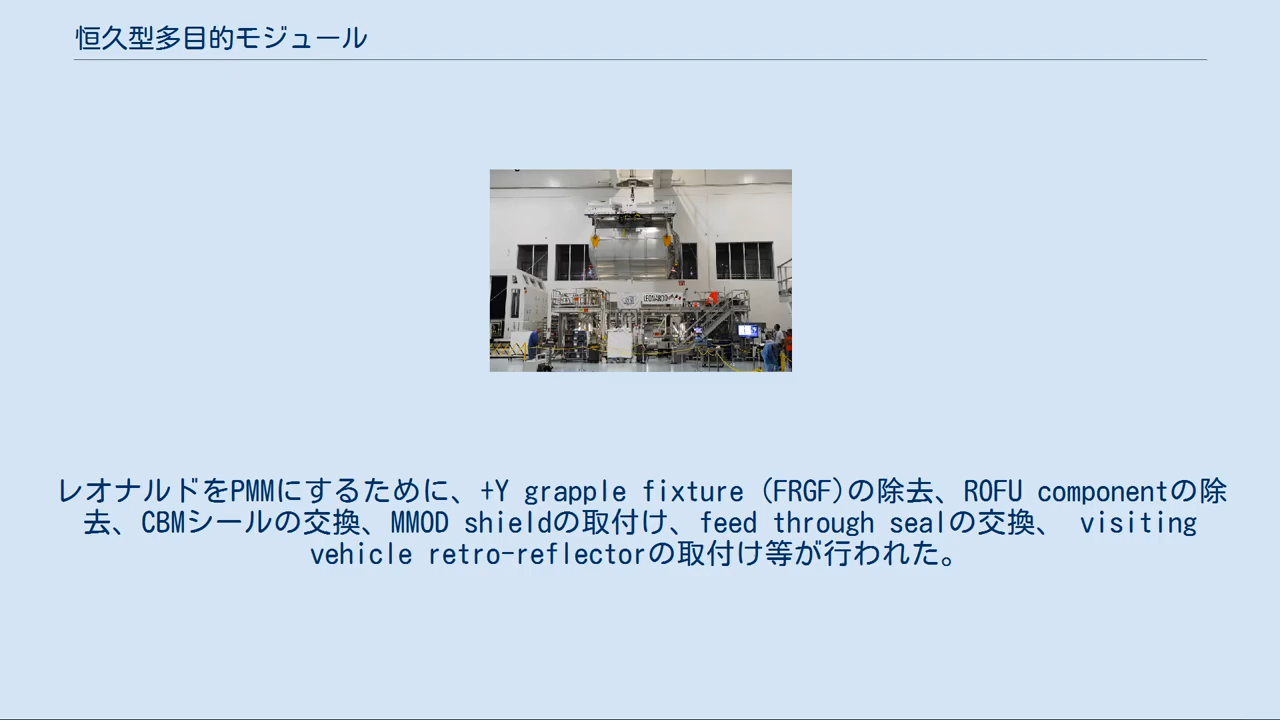 恒久型多目的モジュール
LEONARDO
レオナルドをPMMにするために、+Y grapple fixture (FRGF)の除去、ROFU componentの除
去、CBMシールの交換、MMOD shieldの取付け、feed through sealの交換、 visiting
vehicle retro-reflectorの取付け等が行われた。